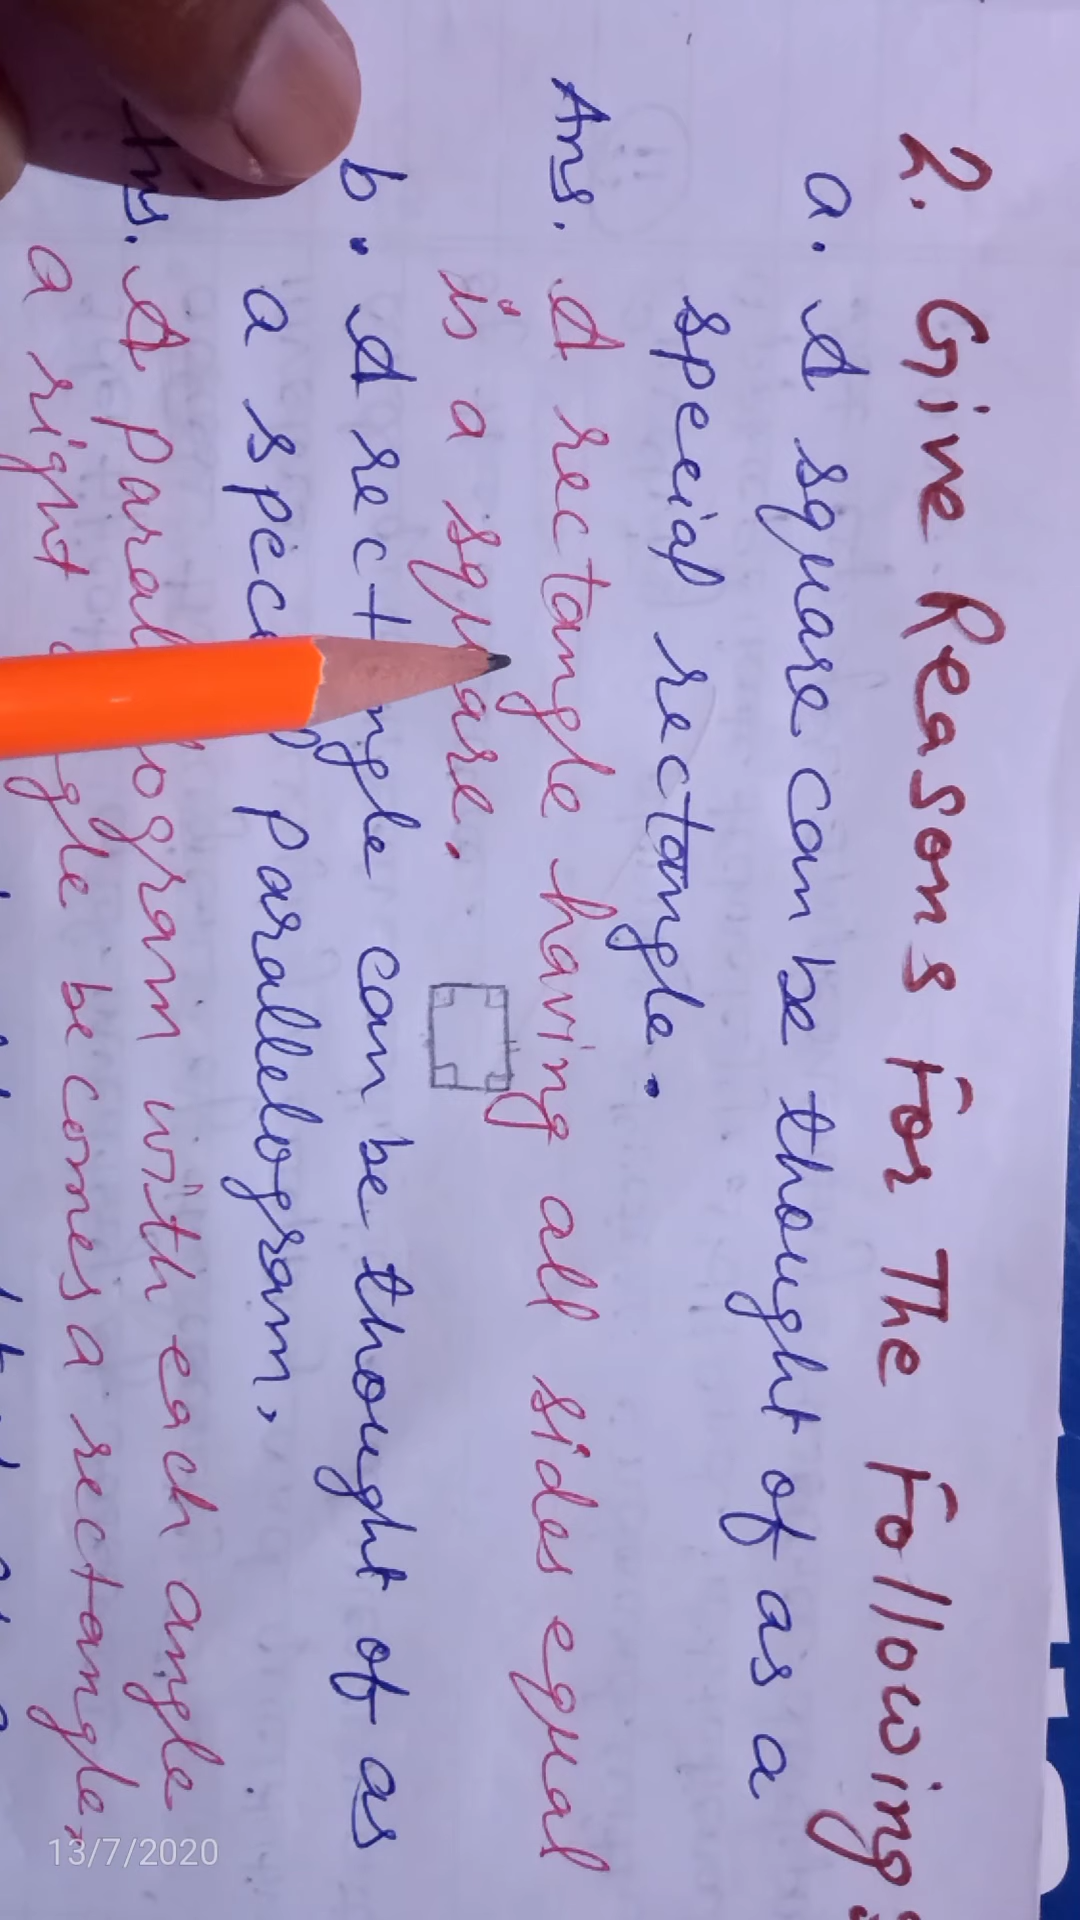 2. Give Reasons For The Following:
a. A square can be thought of as a
special rectangle.
Ans. A rectangle having all sides equal
is a square.
b. A rectangle can be thought of as
a special parallelogram.
Ans. A parallelogram with each angle
a right angle becomes a rectangle.
13/7/2020